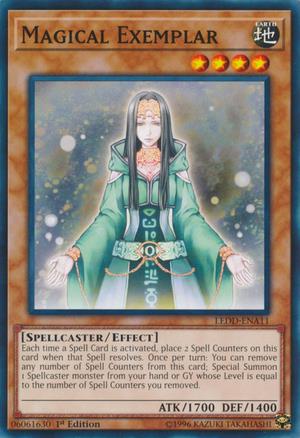 MAGICAL EXEMPLAR
EARTH
地
LEDD-ENA11
[SPELLCASTER/EFFECT]
Each time a Spell Card is activated, place 2 Spell Counters on
this card when that Spell resolves. Once per turn: You can remove
any number of Spell Counters from this card; Special Summon
1 Spellcaster monster from your hand or GY whose Level is equal
to the number of Spell Counters you removed.
ATK/1700 DEF/1400
06061630 1st Edition ©1996 KAZUKI TAKAHASHI